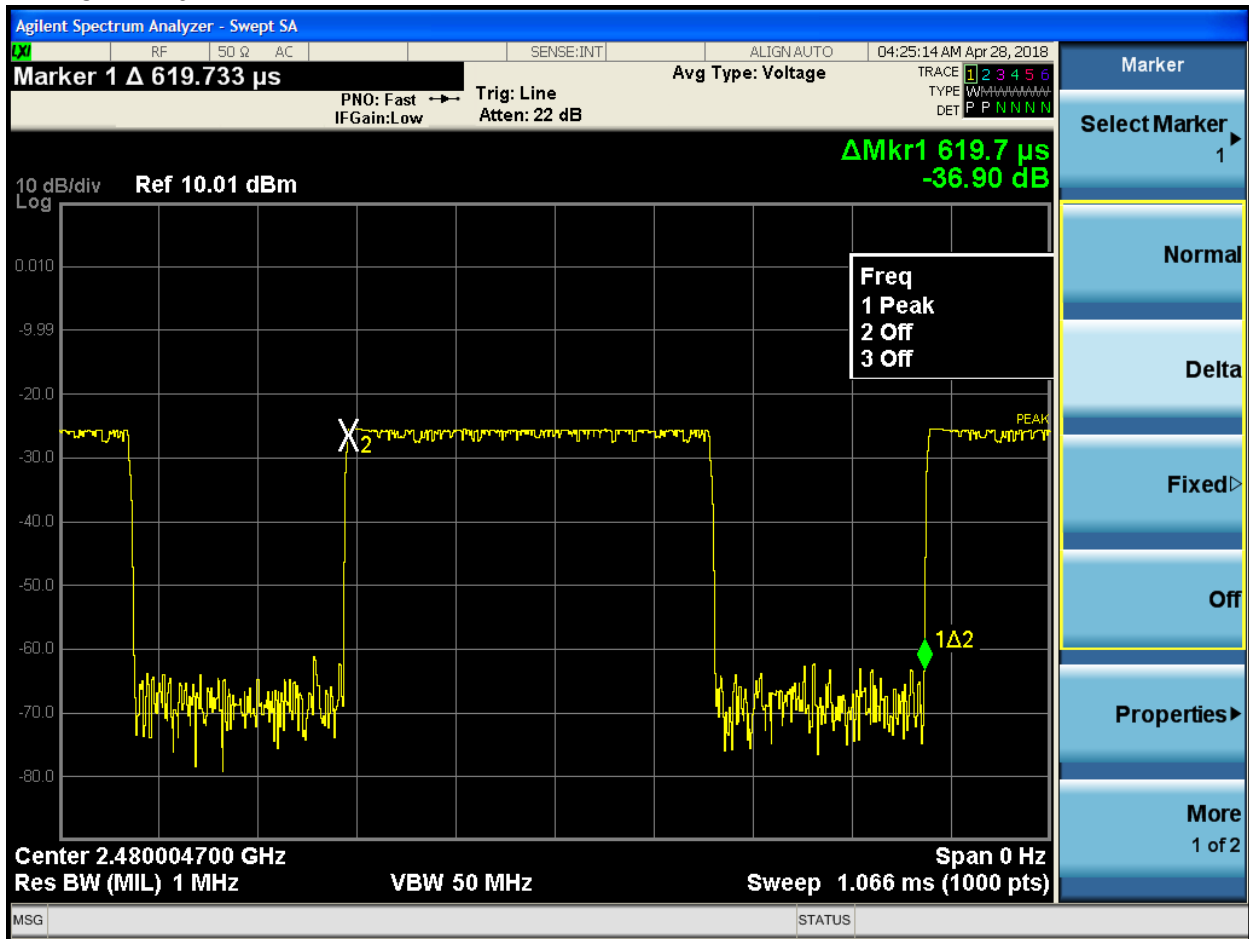 Agilent Spectrum Analyzer - Swept SA
LXI RF 50 Ω AC SENSE:INT ALIGN AUTO 04:25:14 AM Apr 28, 2018
Marker 1 Δ 619.733 µs
PNO: Fast
IFGain:Low
Trig: Line
Atten: 22 dB
Avg Type: Voltage
TRACE 1 2 3 4 5 6
TYPE
DET P P N N N N
ΔMkr1 619.7 µs
-36.90 dB
10 dB/div Ref 10.01 dBm
Log
0.010
-9.99
-20.0
-30.0
-40.0
-50.0
-60.0
-70.0
-80.0
Freq
1 Peak
2 Off
3 Off
PEAK
2
1Δ2
Center 2.480004700 GHz Span 0 Hz
Res BW (MIL) 1 MHz VBW 50 MHz Sweep 1.066 ms (1000 pts)
MSG STATUS
Marker
Select Marker
1
Normal
Delta
Fixed
Off
Properties
More
1 of 2